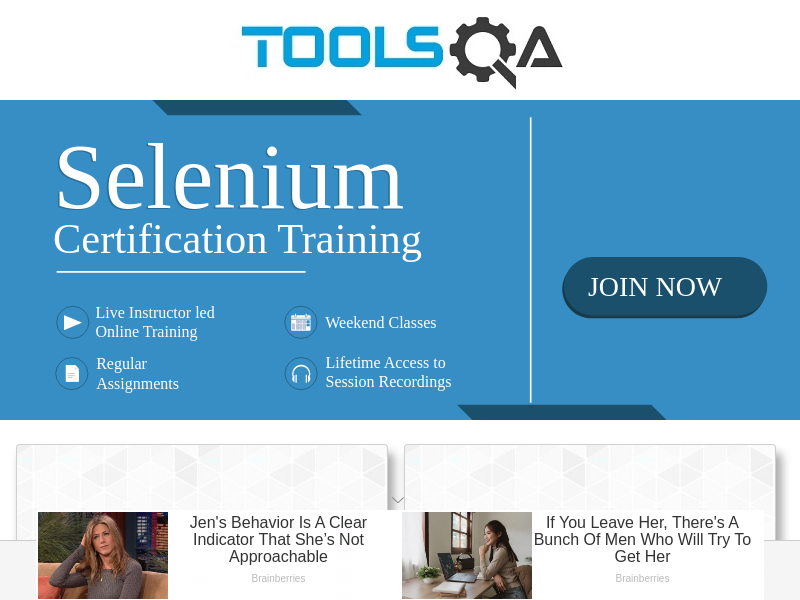 TOOLSQA
Selenium
Certification Training
JOIN NOW
Live Instructor led
Online Training
Weekend Classes
Regular
Assignments
Lifetime Access to
Session Recordings
Jen's Behavior Is A Clear
Indicator That She’s Not
Approachable
Brainberries
If You Leave Her, There's A
Bunch Of Men Who Will Try To
Get Her
Brainberries